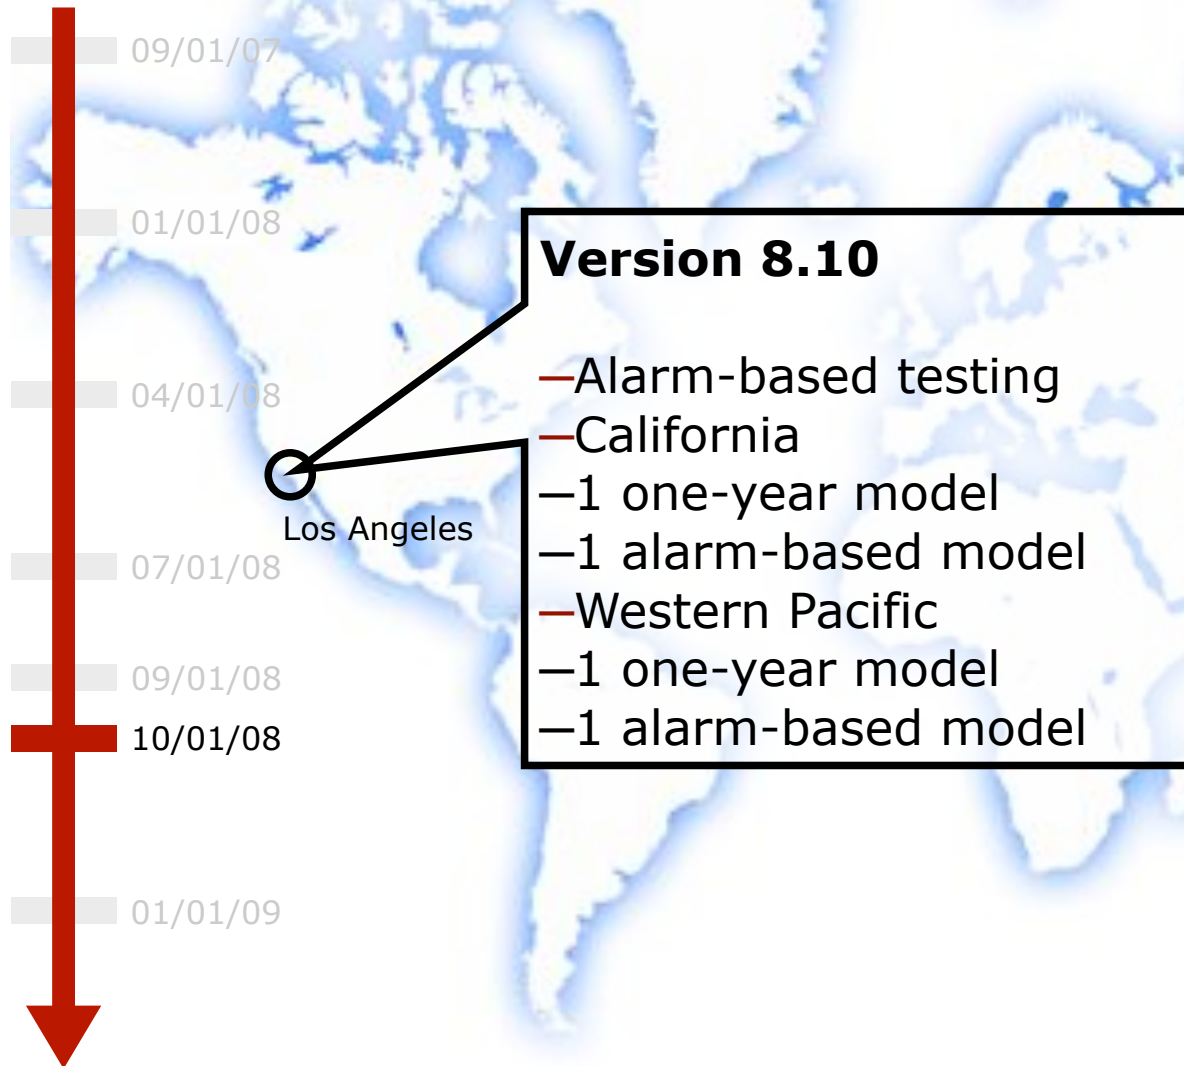 09/01/07
01/01/08
04/01/08
07/01/08
09/01/08
10/01/08
01/01/09
Los Angeles
Version 8.10
—Alarm-based testing
—California
—1 one-year model
—1 alarm-based model
—Western Pacific
—1 one-year model
—1 alarm-based model